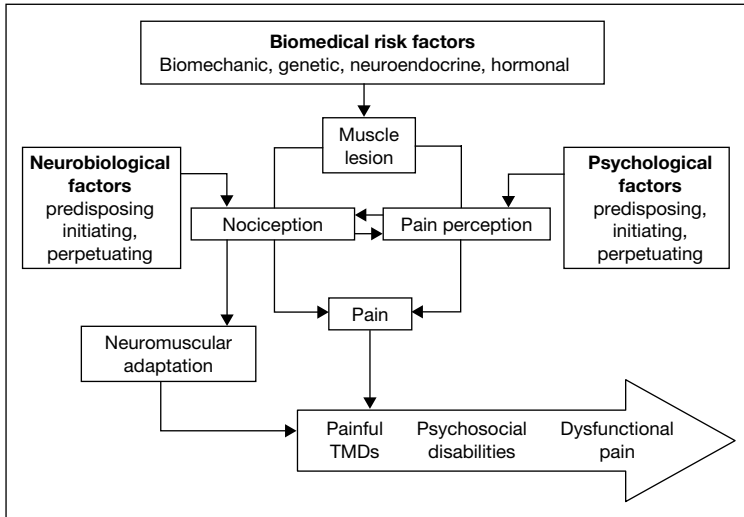 Biomedical risk factors
Biomechanic, genetic, neuroendocrine, hormonal
Muscle
lesion
Neurobiological
factors
predisposing
initiating,
perpetuating
Psychological
factors
predisposing,
initiating,
perpetuating
Nociception
Pain perception
Pain
Neuromuscular
adaptation
Painful
TMDs
Psychosocial
disabilities
Dysfunctional
pain